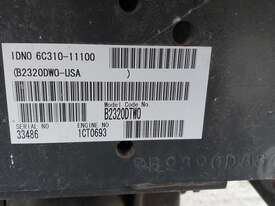 IDNO 6C310-11100
(B2320DWO-USA )
Model Code No.
B2320DTWO
SERIAL NO
ENGINE NO
33486
1CT0693